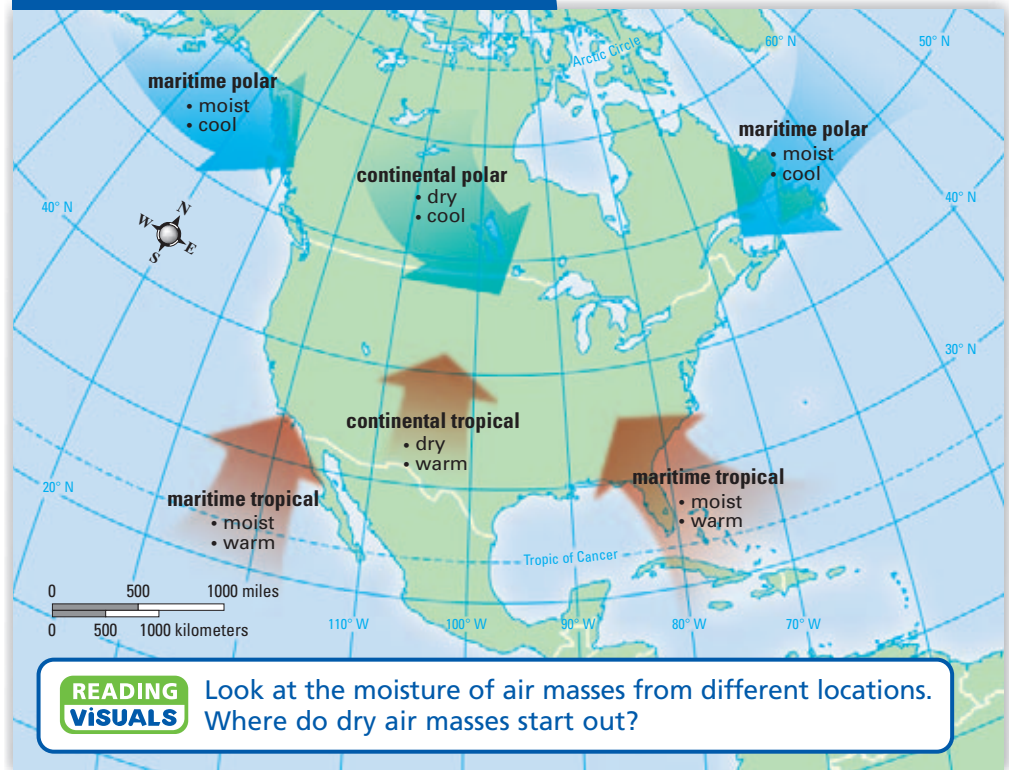 Arctic Circle
60° N
50° N
maritime polar
• moist
• cool
maritime polar
• moist
• cool
continental polar
• dry
• cool
40° N
40° N
N
W
E
S
30° N
continental tropical
• dry
• warm
20° N
maritime tropical
• moist
• warm
maritime tropical
• moist
• warm
Tropic of Cancer
0 500 1000 miles
0 500 1000 kilometers
110° W
100° W
90° W
80° W
70° W
READING
ViSUALS
Look at the moisture of air masses from different locations.
Where do dry air masses start out?